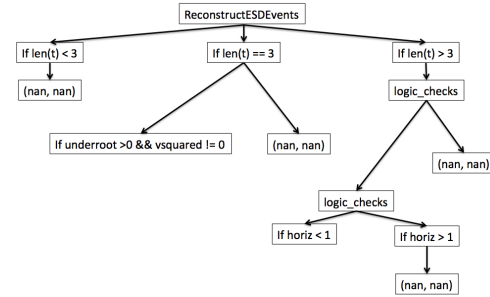 ReconstructESDEvents
If len(t) < 3
If len(t) == 3
If len(t) > 3
(nan, nan)
logic_checks
If underroot >0 && vsquared != 0
(nan, nan)
(nan, nan)
logic_checks
If horiz < 1
If horiz > 1
(nan, nan)